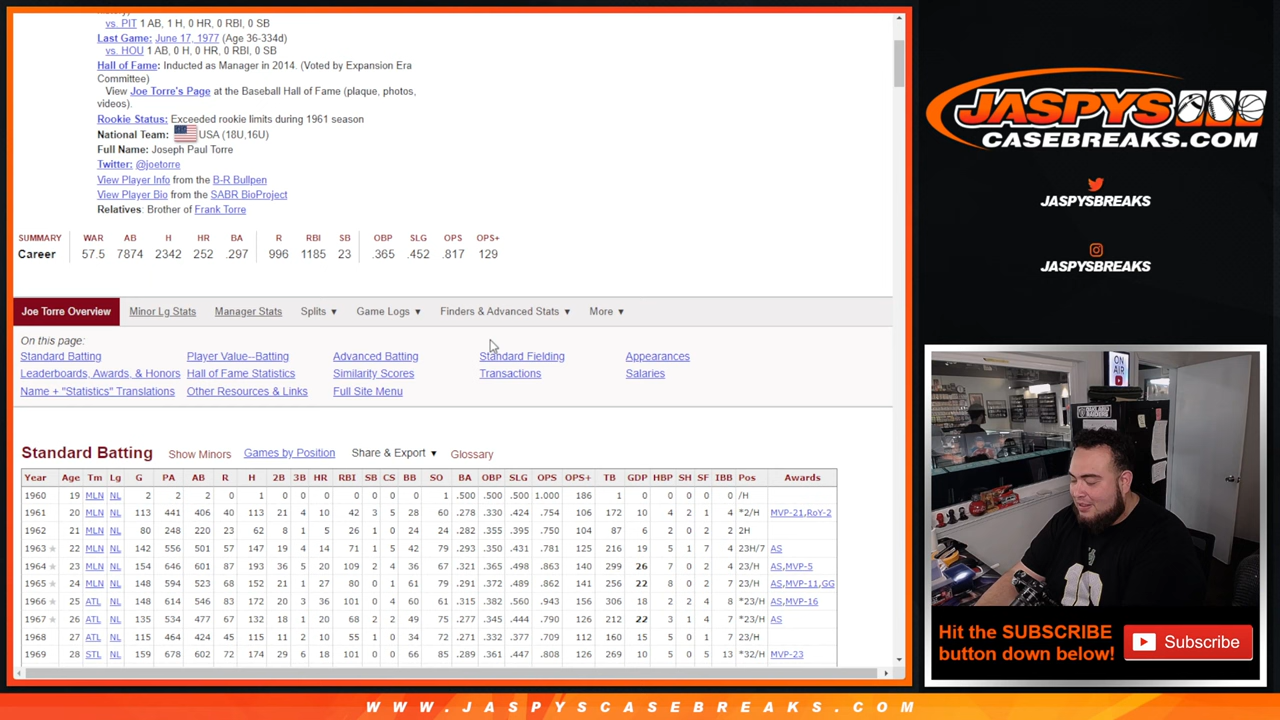 history)
vs. PIT 1 AB, 1 H, 0 HR, 0 RBI, 0 SB
Last Game: June 17, 1977 (Age 36-334d)
vs. HOU 1 AB, 0 H, 0 HR, 0 RBI, 0 SB
Hall of Fame: Inducted as Manager in 2014. (Voted by Expansion Era
Committee)
View Joe Torre's Page at the Baseball Hall of Fame (plaque, photos,
videos).
Rookie Status: Exceeded rookie limits during 1961 season
National Team: USA (18U,16U)
Full Name: Joseph Paul Torre
Twitter: @joetorre
View Player Info from the B-R Bullpen
View Player Bio from the SABR BioProject
Relatives: Brother of Frank Torre
SUMMARY WAR AB H HR BA R RBI SB OBP SLG OPS OPS+
Career 57.5 7874 2342 252 .297 996 1185 23 .365 .452 .817 129
Joe Torre Overview Minor Lg Stats Manager Stats Splits ▼ Game Logs ▼ Finders & Advanced Stats ▼ More ▼
On this page:
Standard Batting Player Value--Batting Advanced Batting Standard Fielding Appearances
Leaderboards, Awards, & Honors Hall of Fame Statistics Similarity Scores Transactions Salaries
Name + "Statistics" Translations Other Resources & Links Full Site Menu
Standard Batting Show Minors Games by Position Share & Export ▼ Glossary
Year Age Tm Lg G PA AB R H 2B 3B HR RBI SB CS BB SO BA OBP SLG OPS OPS+ TB GDP HBP SH SF IBB Pos Awards
1960 19 MLN NL 2 2 2 0 1 0 0 0 0 0 0 0 1 .500 .500 .500 1.000 186 1 0 0 0 0 0 /H
1961 20 MLN NL 113 441 406 40 113 21 4 10 42 3 5 28 60 .278 .330 .424 .754 106 172 10 4 2 1 4 *2/H MVP-21,RoY-2
1962 21 MLN NL 80 248 220 23 62 8 1 5 26 1 0 24 24 .282 .355 .395 .750 104 87 6 2 0 2 2 2H
1963 ★ 22 MLN NL 142 556 501 57 147 19 4 14 71 1 5 42 79 .293 .350 .431 .781 125 216 19 5 1 7 4 23H/7 AS
1964 ★ 23 MLN NL 154 646 601 87 193 36 5 20 109 2 4 36 67 .321 .365 .498 .863 140 299 26 7 0 2 4 23/H AS,MVP-5
1965 ★ 24 MLN NL 148 594 523 68 152 21 1 80 0 1 61 79 .291 .372 .489 .862 141 256 22 8 0 2 7 23/H AS,MVP-11,GG
1966 ★ 25 ATL NL 148 614 546 83 172 20 3 101 0 4 60 61 .315 .382 .560 .943 156 306 18 2 2 4 8 *23/H AS,MVP-16
1967 ★ 26 ATL NL 135 534 477 67 132 18 1 20 68 2 2 49 75 .277 .345 .444 .790 126 212 22 3 1 4 7 *23/H AS
1968 27 ATL NL 115 464 424 45 115 11 2 10 55 1 0 34 72 .271 .332 .377 .709 112 160 15 5 0 1 7 23/H
1969 28 STL NL 159 678 602 72 174 29 6 18 101 0 0 66 85 .289 .361 .447 .808 126 269 10 5 0 5 13 *32/H MVP-23
JASPYS
CASEBREAKS.COM
JASPYSBREAKS
JASPYSBREAKS
ON
AIR
OAKLAND
RAIDERS
Hit the SUBSCRIBE
button down below!
Subscribe
WWW.JASPYSCASEBREAKS.COM